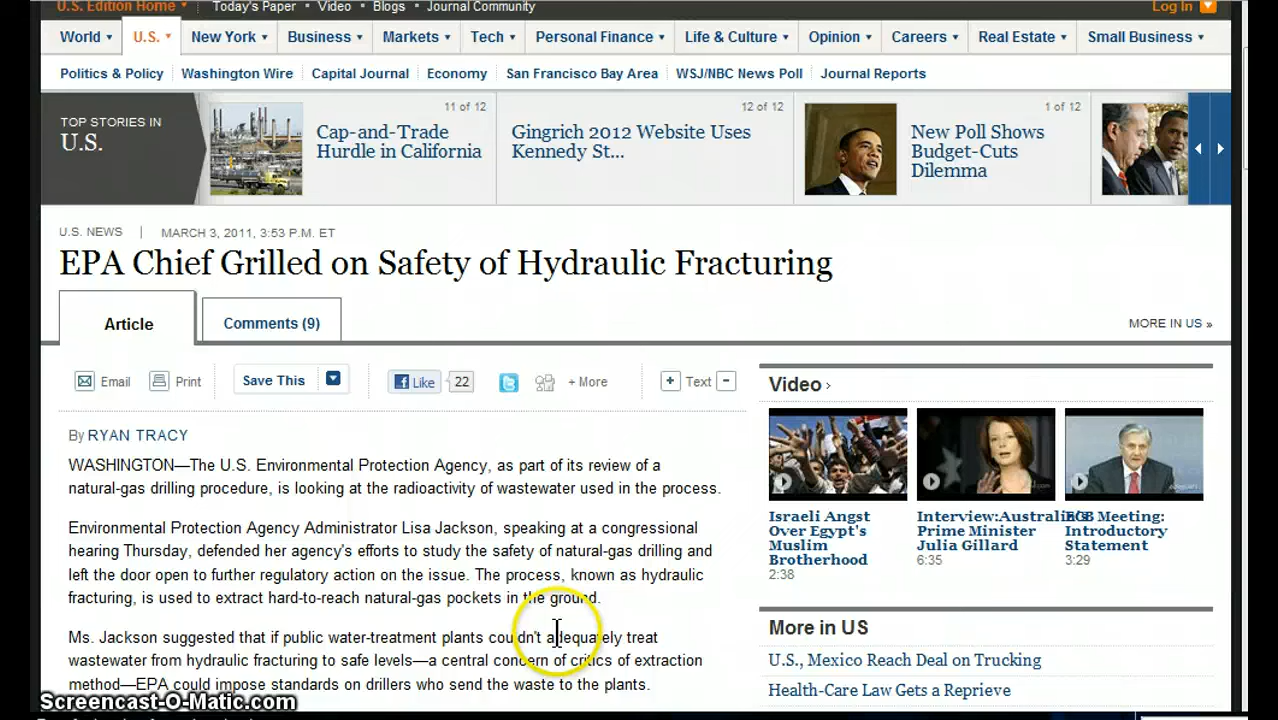 U.S. Edition Home Today's Paper • Video • Blogs • Journal Community Log In
World U.S. New York Business Markets Tech Personal Finance Life & Culture Opinion Careers Real Estate Small Business
Politics & Policy Washington Wire Capital Journal Economy San Francisco Bay Area WSJ/NBC News Poll Journal Reports
TOP STORIES IN
U.S.
11 of 12
Cap-and-Trade
Hurdle in California
12 of 12
Gingrich 2012 Website Uses
Kennedy St...
1 of 12
New Poll Shows
Budget-Cuts
Dilemma
U.S. NEWS | MARCH 3, 2011, 3:53 P.M. ET
EPA Chief Grilled on Safety of Hydraulic Fracturing
Article Comments (9)
MORE IN US »
Email Print Save This Like 22 + More + Text -
By RYAN TRACY
WASHINGTON—The U.S. Environmental Protection Agency, as part of its review of a
natural-gas drilling procedure, is looking at the radioactivity of wastewater used in the process.
Environmental Protection Agency Administrator Lisa Jackson, speaking at a congressional
hearing Thursday, defended her agency's efforts to study the safety of natural-gas drilling and
left the door open to further regulatory action on the issue. The process, known as hydraulic
fracturing, is used to extract hard-to-reach natural-gas pockets in the ground.
Ms. Jackson suggested that if public water-treatment plants couldn't adequately treat
wastewater from hydraulic fracturing to safe levels—a central concern of critics of extraction
method—EPA could impose standards on drillers who send the waste to the plants.
Video ›
Israeli Angst
Over Egypt's
Muslim
Brotherhood
2:38
Interview:Australia's
Prime Minister
Julia Gillard
6:35
ECB Meeting:
Introductory
Statement
3:29
More in US
U.S., Mexico Reach Deal on Trucking
Health-Care Law Gets a Reprieve
Screencast-O-Matic.com